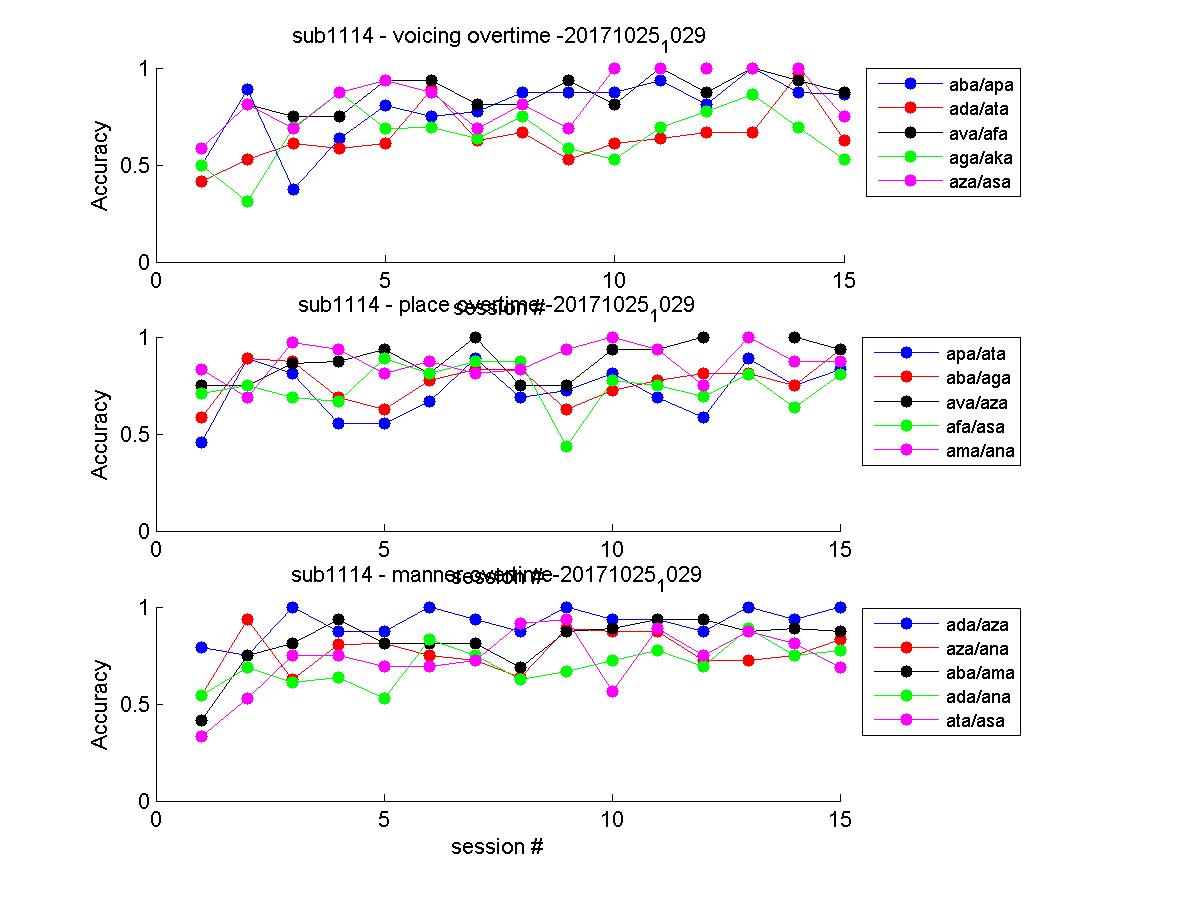 sub1114 - voicing overtime -20171025₁029
1
aba/apa
ada/ata
ava/afa
aga/aka
aza/asa
Accuracy
0.5
0
0 5 10 15
session #
sub1114 - place overtime -20171025₁029
1
apa/ata
aba/aga
ava/aza
afa/asa
ama/ana
Accuracy
0.5
0
0 5 10 15
session #
sub1114 - manner overtime -20171025₁029
1
ada/aza
aza/ana
aba/ama
ada/ana
ata/asa
Accuracy
0.5
0
0 5 10 15
session #